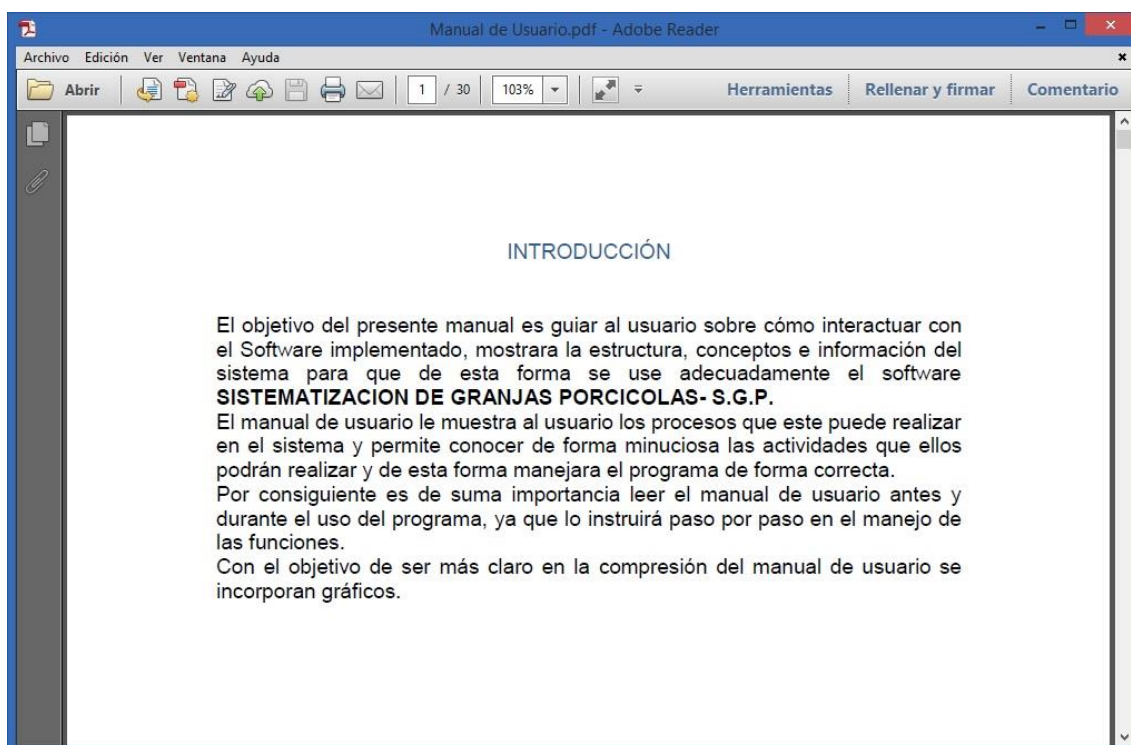 Manual de Usuario.pdf - Adobe Reader
Archivo Edición Ver Ventana Ayuda
Abrir 1 / 30 103% Herramientas Rellenar y firmar Comentario
INTRODUCCIÓN
El objetivo del presente manual es guiar al usuario sobre cómo interactuar con
el Software implementado, mostrara la estructura, conceptos e información del
sistema para que de esta forma se use adecuadamente el software
SISTEMATIZACION DE GRANJAS PORCICOLAS- S.G.P.
El manual de usuario le muestra al usuario los procesos que este puede realizar
en el sistema y permite conocer de forma minuciosa las actividades que ellos
podrán realizar y de esta forma manejara el programa de forma correcta.
Por consiguiente es de suma importancia leer el manual de usuario antes y
durante el uso del programa, ya que lo instruirá paso por paso en el manejo de
las funciones.
Con el objetivo de ser más claro en la compresión del manual de usuario se
incorporan gráficos.